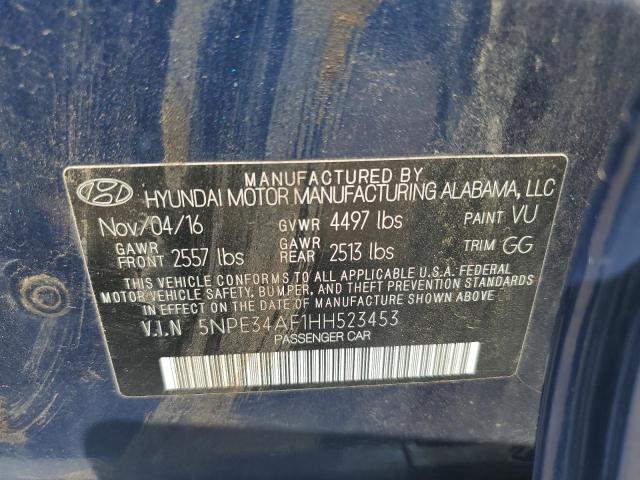 MANUFACTURED BY
HYUNDAI MOTOR MANUFACTURING ALABAMA, LLC
Nov/04/16 GVWR 4497 lbs PAINT VU
GAWR FRONT 2557 lbs GAWR REAR 2513 lbs TRIM GG
THIS VEHICLE CONFORMS TO ALL APPLICABLE U.S.A. FEDERAL
MOTOR VEHICLE SAFETY, BUMPER, AND THEFT PREVENTION
STANDARDS IN EFFECT ON THE DATE OF MANUFACTURE SHOWN ABOVE.
V.I.N 5NPE34AF1HH523453
PASSENGER CAR